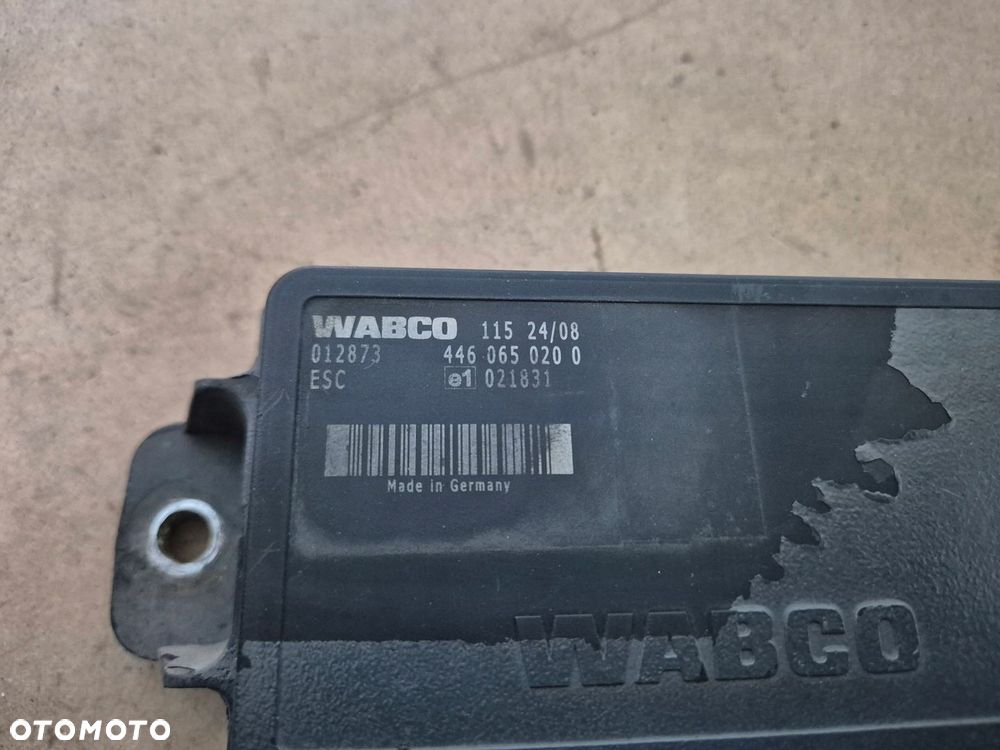 WABCO 115 24/08
012873 446 065 020 0
ESC e1 021831
Made in Germany
WABCO
OTOMOTO